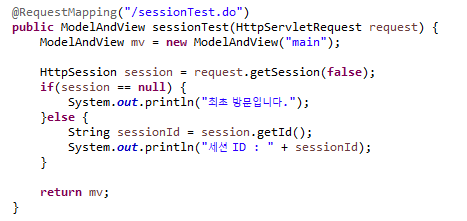 @RequestMapping("/sessionTest.do")
public ModelAndView sessionTest(HttpServletRequest request) {
    ModelAndView mv = new ModelAndView("main");

    HttpSession session = request.getSession(false);
    if(session == null) {
        System.out.println("최초 방문입니다.");
    }else {
        String sessionId = session.getId();
        System.out.println("세션 ID : " + sessionId);
    }

    return mv;
}